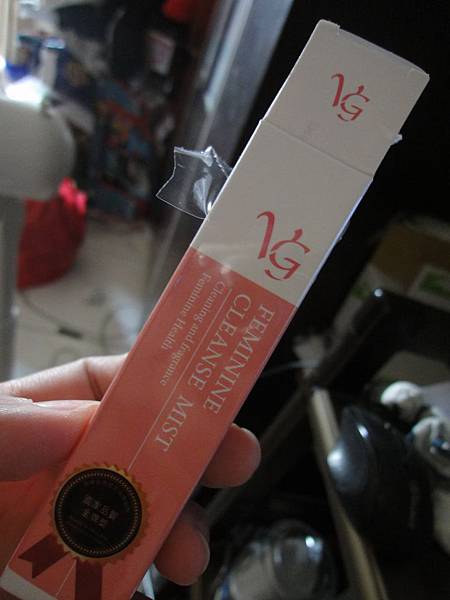 VG
VG
FEMININE
CLEANSE MIST
Cleaning and fragrance
Feminine Health